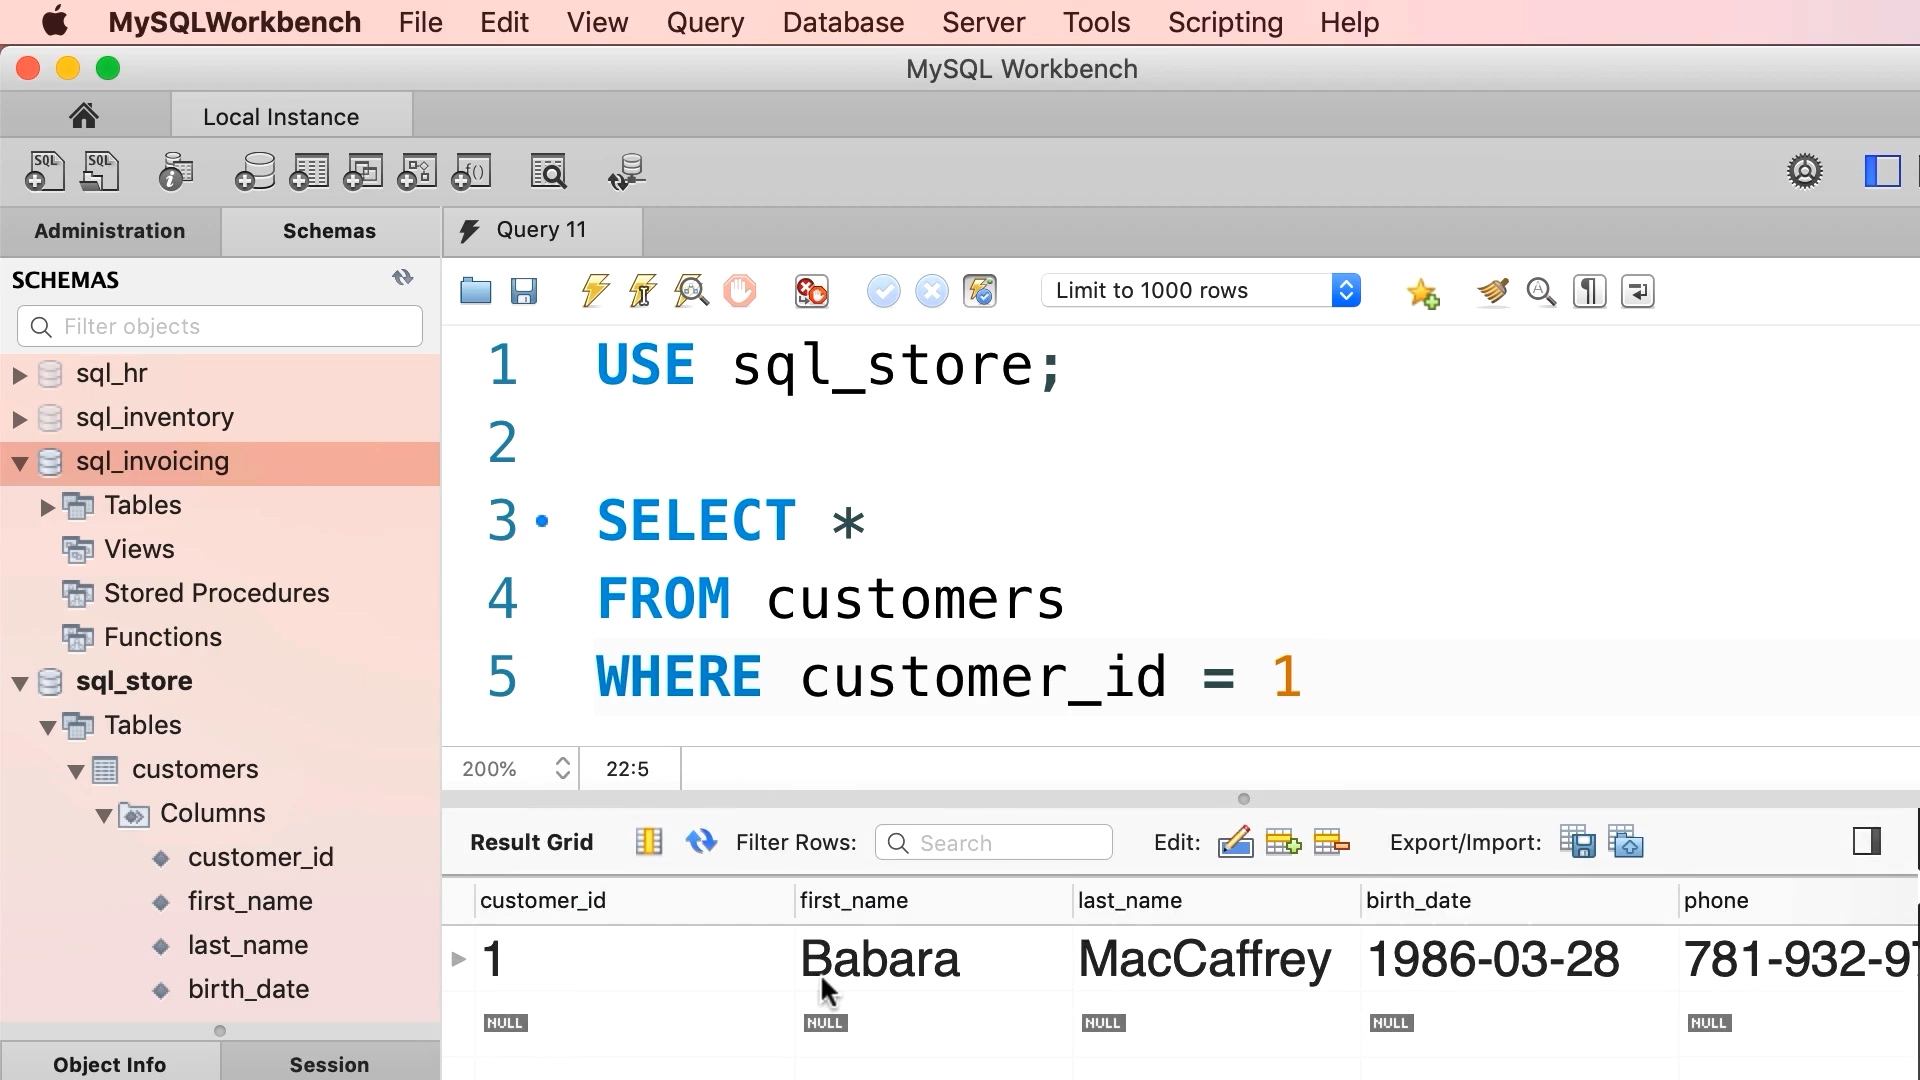 MySQLWorkbench File Edit View Query Database Server Tools Scripting Help
MySQL Workbench
Local Instance
SQL SQL
Administration Schemas
Query 11
SCHEMAS
Limit to 1000 rows
Filter objects
sql_hr
sql_inventory
sql_invoicing
Tables
Views
Stored Procedures
Functions
sql_store
Tables
customers
Columns
customer_id
first_name
last_name
birth_date
Object Info Session
1 USE sql_store;
2
3 SELECT *
4 FROM customers
5 WHERE customer_id = 1
200% 22:5
Result Grid Filter Rows: Search Edit: Export/Import:
customer_id first_name last_name birth_date phone
1 Babara MacCaffrey 1986-03-28 781-932-9
NULL NULL NULL NULL NULL